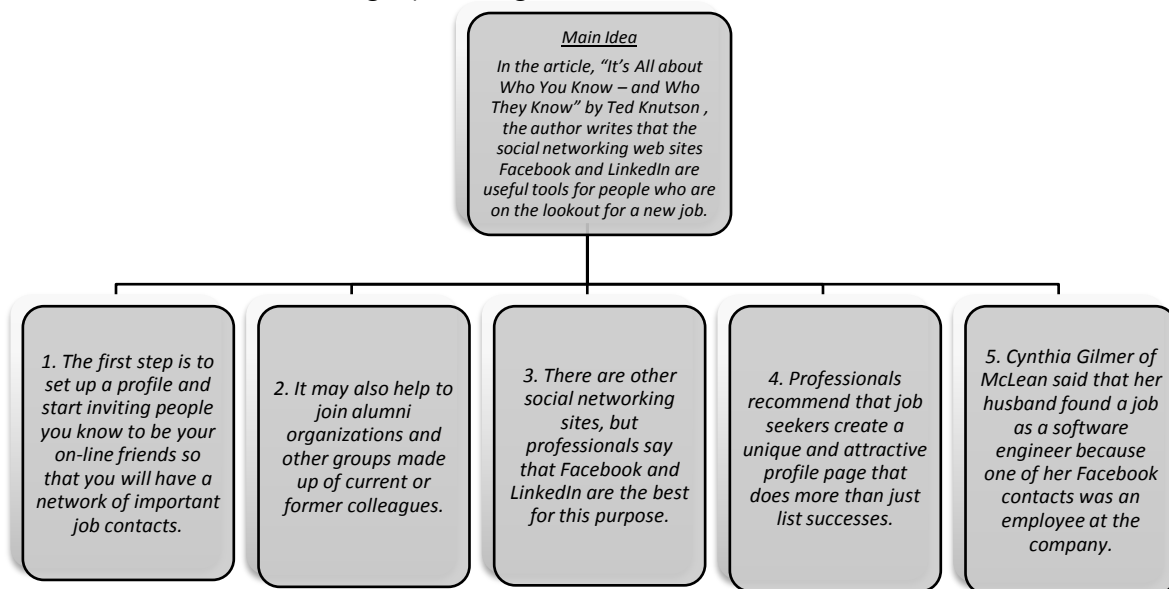 Main Idea
In the article, “It’s All about
Who You Know – and Who
They Know” by Ted Knutson ,
the author writes that the
social networking web sites
Facebook and LinkedIn are
useful tools for people who are
on the lookout for a new job.
1. The first step is to
set up a profile and
start inviting people
you know to be your
on-line friends so
that you will have a
network of important
job contacts.
2. It may also help to
join alumni
organizations and
other groups made
up of current or
former colleagues.
3. There are other
social networking
sites, but
professionals say
that Facebook and
LinkedIn are the best
for this purpose.
4. Professionals
recommend that job
seekers create a
unique and attractive
profile page that
does more than just
list successes.
5. Cynthia Gilmer of
McLean said that her
husband found a job
as a software
engineer because
one of her Facebook
contacts was an
employee at the
company.